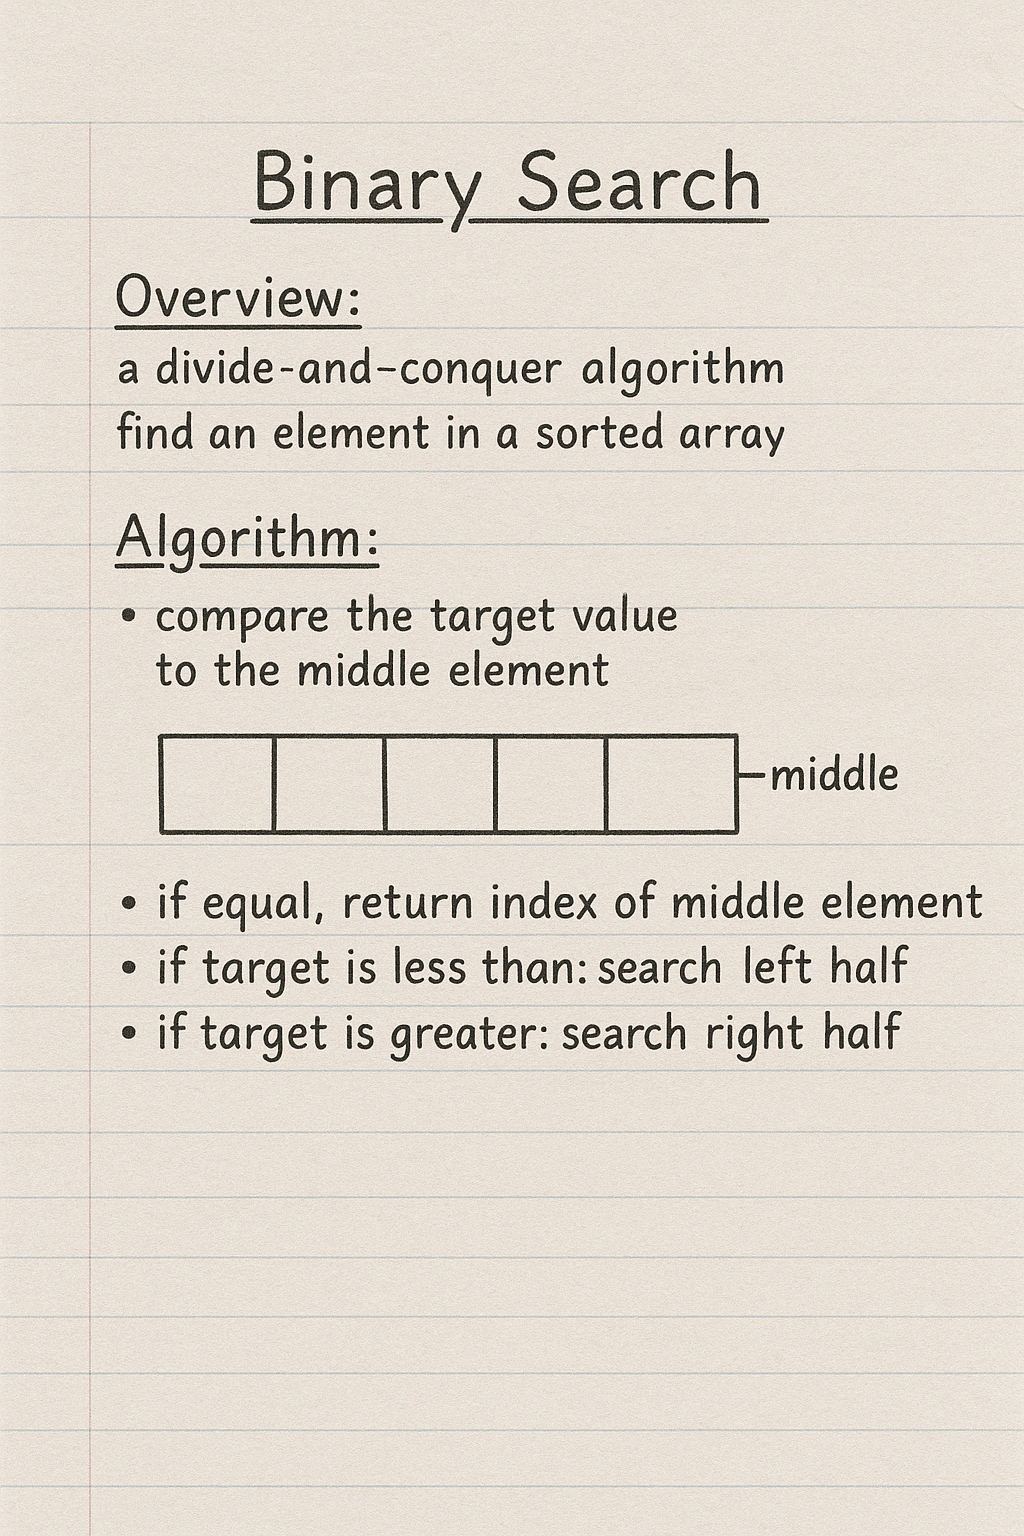 Binary Search
Overview:
a divide-and-conquer algorithm
find an element in a sorted array
Algorithm:
• compare the target value
to the middle element
middle
• if equal, return index of middle element
• if target is less than: search left half
• if target is greater: search right half